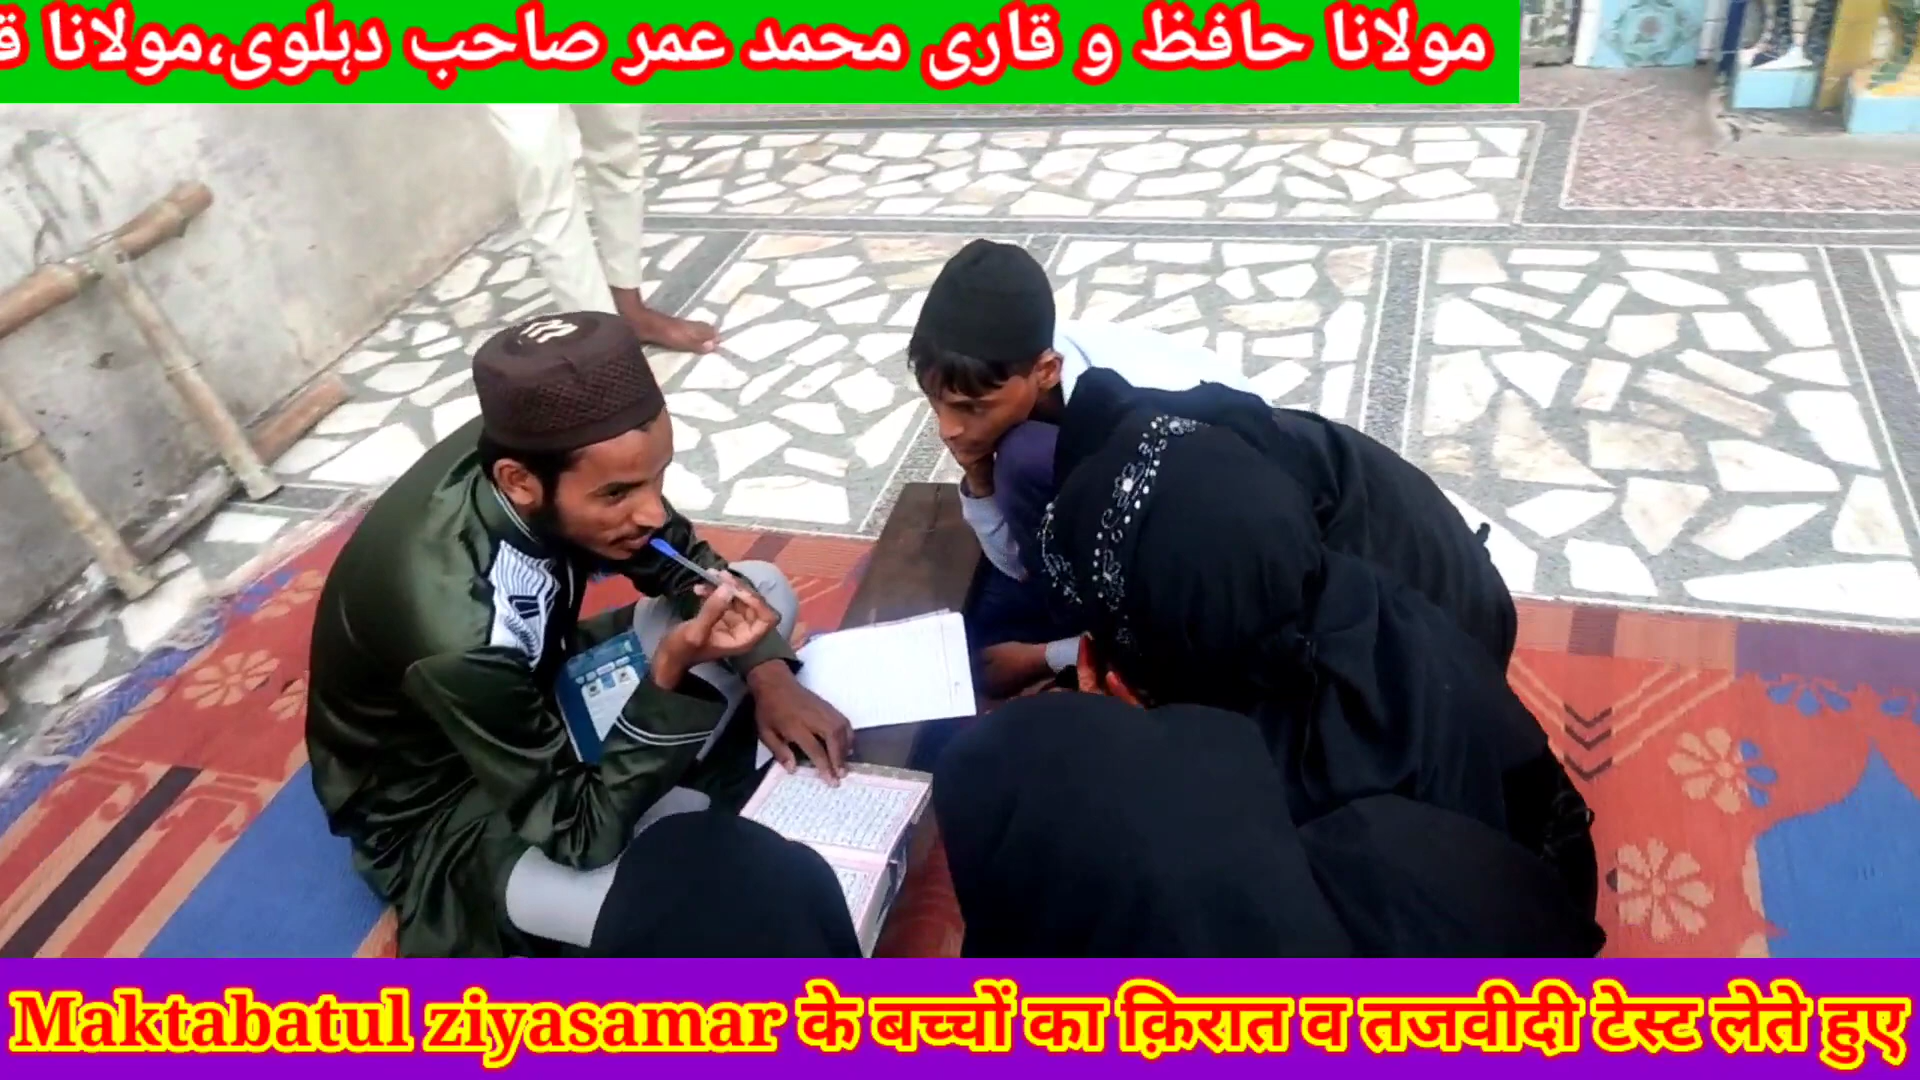 مولانا حافظ و قاری محمد عمر صاحب دہلوی،مولانا
Maktabatul ziyasamar के बच्चों का क़िरात व तजवीदी टेस्ट लेते हुए